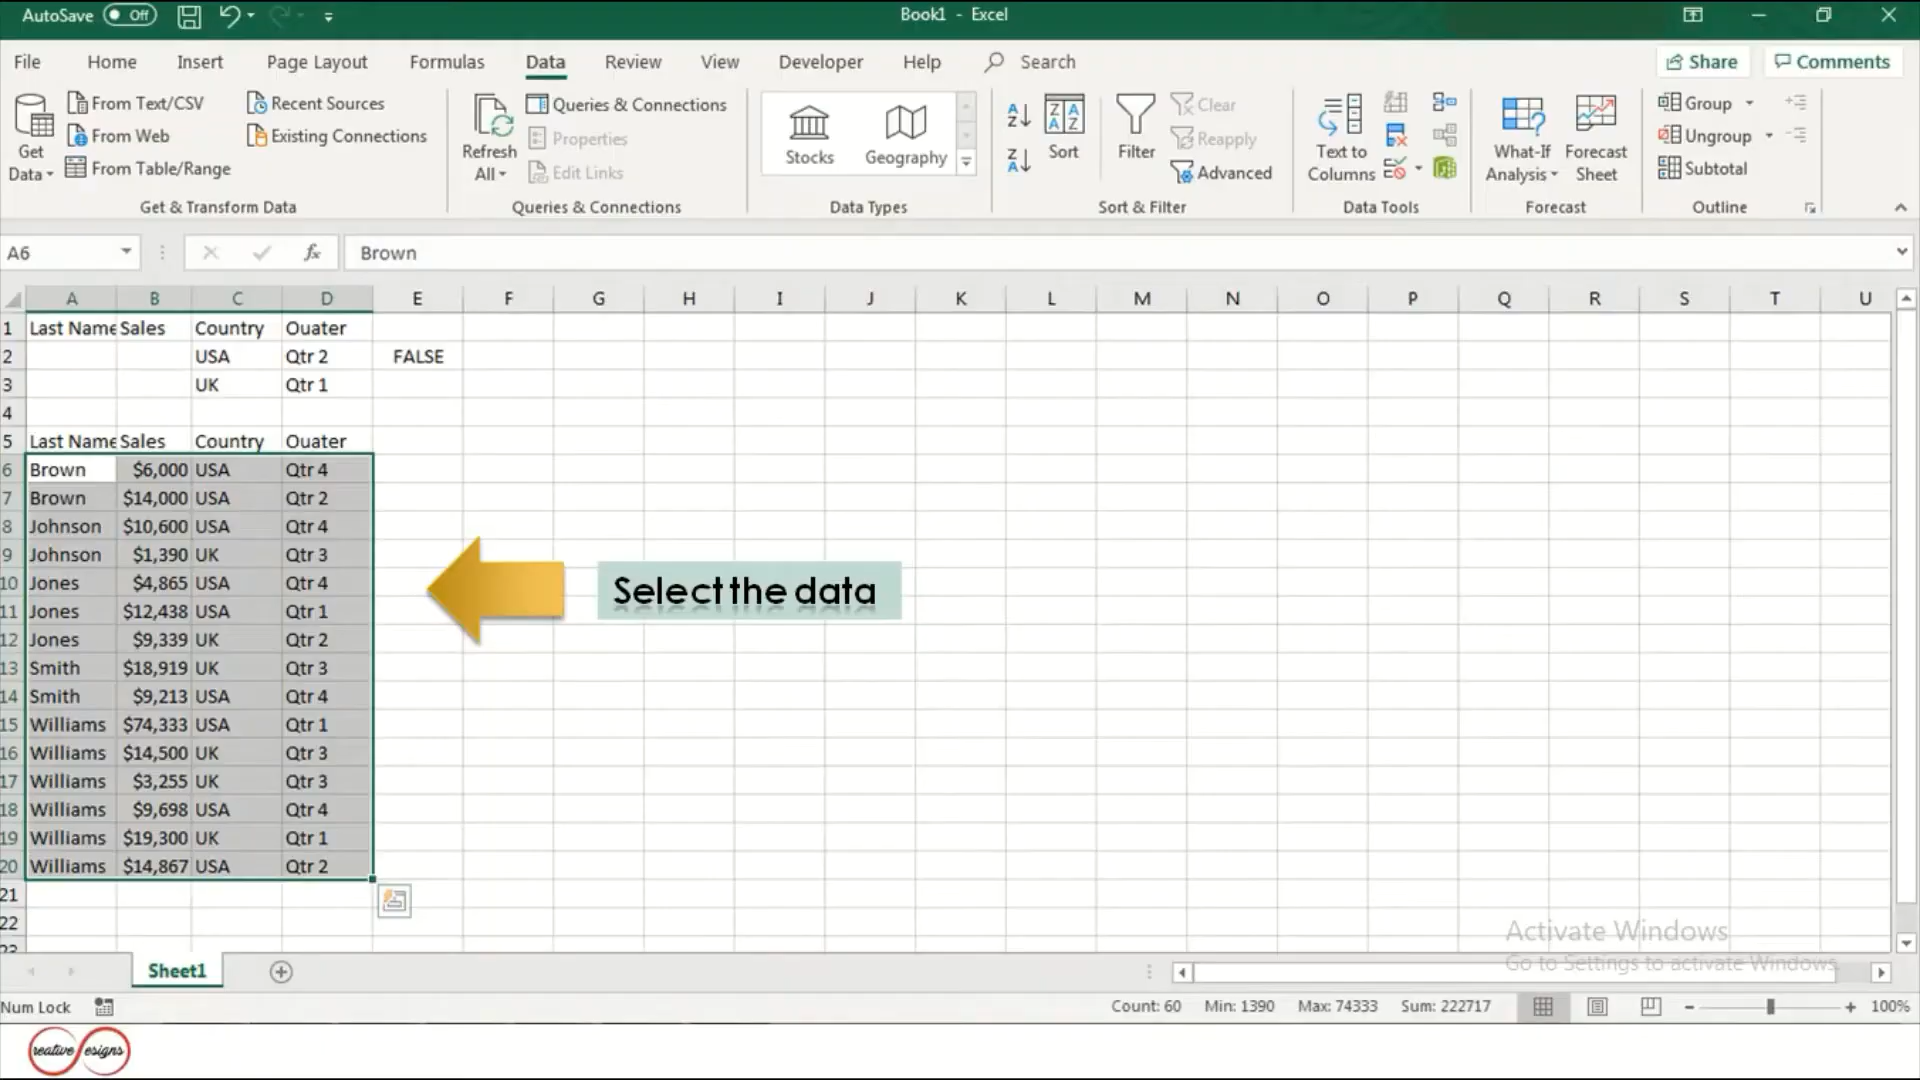 AutoSave Off Book1 - Excel
File Home Insert Page Layout Formulas Data Review View Developer Help Search Share Comments
Get Data
From Text/CSV
From Web
From Table/Range
Recent Sources
Existing Connections
Get & Transform Data
Refresh All
Queries & Connections
Properties
Edit Links
Queries & Connections
Stocks Geography
Data Types
Sort
Filter
Clear
Reapply
Advanced
Sort & Filter
Text to Columns
Data Tools
What-If Analysis
Forecast Sheet
Forecast
Group
Ungroup
Subtotal
Outline
A6 fx Brown
A B C D E F G H I J K L M N O P Q R S T U
1 Last Name Sales Country Ouater
2 USA Qtr 2 FALSE
3 UK Qtr 1
4
5 Last Name Sales Country Ouater
6 Brown $6,000 USA Qtr 4
7 Brown $14,000 USA Qtr 2
8 Johnson $10,600 USA Qtr 4
9 Johnson $1,390 UK Qtr 3
10 Jones $4,865 USA Qtr 4
11 Jones $12,438 USA Qtr 1
12 Jones $9,339 UK Qtr 2
13 Smith $18,919 UK Qtr 3
14 Smith $9,213 USA Qtr 4
15 Williams $74,333 USA Qtr 1
16 Williams $14,500 UK Qtr 3
17 Williams $3,255 UK Qtr 3
18 Williams $9,698 USA Qtr 4
19 Williams $19,300 UK Qtr 1
20 Williams $14,867 USA Qtr 2
21
22
23
Select the data
Activate Windows
Go to Settings to activate Windows.
Sheet1
Num Lock Count: 60 Min: 1390 Max: 74333 Sum: 222717 100%
reative esigns